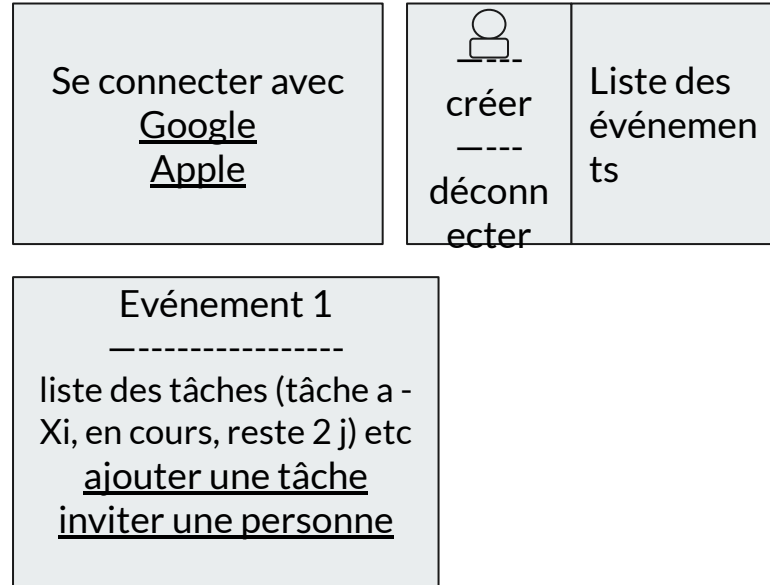 Se connecter avec
Google
Apple
—---
créer
—---
déconn
ecter
Liste des
événemen
ts
Evénement 1
—----------------
liste des tâches (tâche a -
Xi, en cours, reste 2 j) etc
ajouter une tâche
inviter une personne